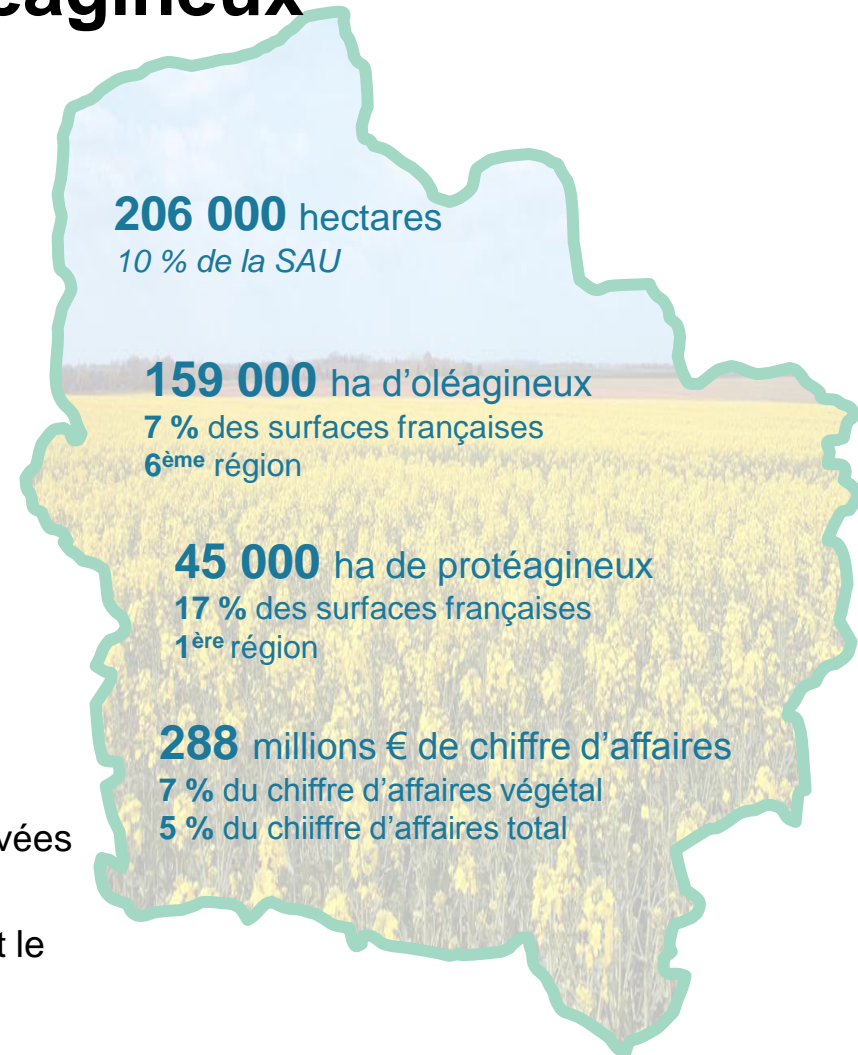 206 000 hectares
10 % de la SAU
159 000 ha d’oléagineux
7 % des surfaces françaises
6ème région
45 000 ha de protéagineux
17 % des surfaces françaises
1ère région
288 millions € de chiffre d’affaires
7 % du chiffre d’affaires végétal
5 % du chiiffre d’affaires total
vées
t le